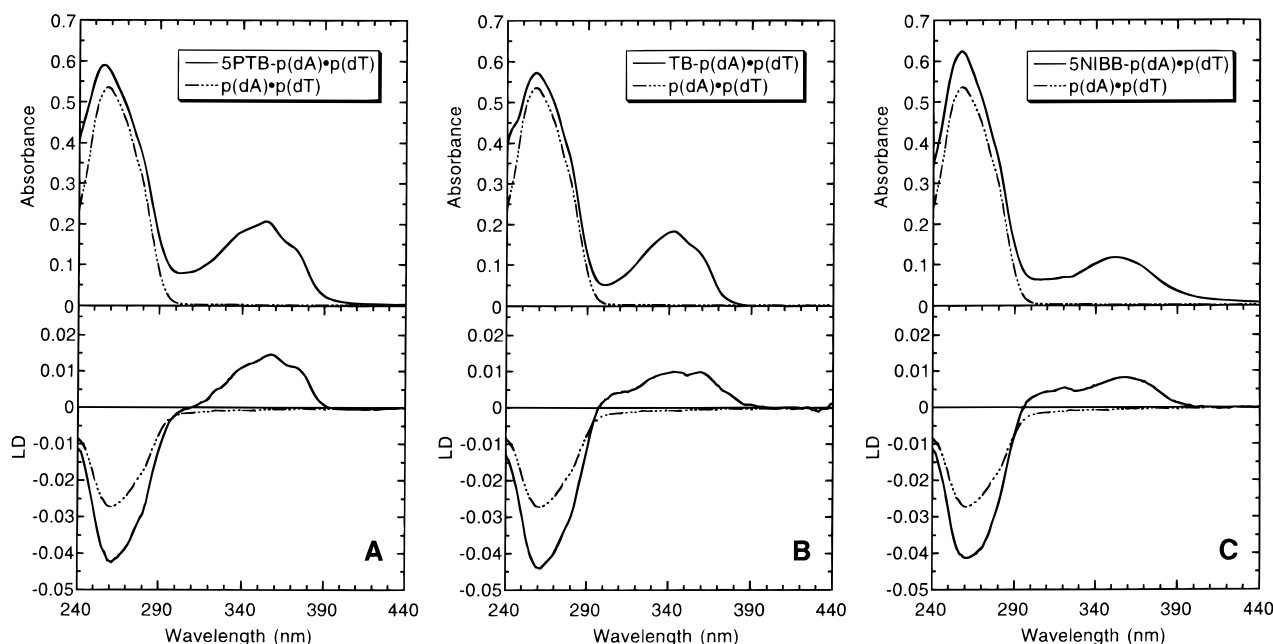 0.7
0.6
0.5
0.4
0.3
0.2
0.1
0
Absorbance
5PTB-p(dA)•p(dT)
p(dA)•p(dT)
0.02
0.01
0
-0.01
-0.02
-0.03
-0.04
-0.05
LD
A
240 290 340 390 440
Wavelength (nm)
0.7
0.6
0.5
0.4
0.3
0.2
0.1
0
Absorbance
TB-p(dA)•p(dT)
p(dA)•p(dT)
0.02
0.01
0
-0.01
-0.02
-0.03
-0.04
-0.05
LD
B
240 290 340 390 440
Wavelength (nm)
0.7
0.6
0.5
0.4
0.3
0.2
0.1
0
Absorbance
5NIBB-p(dA)•p(dT)
p(dA)•p(dT)
0.02
0.01
0
-0.01
-0.02
-0.03
-0.04
-0.05
LD
C
240 290 340 390 440
Wavelength (nm)